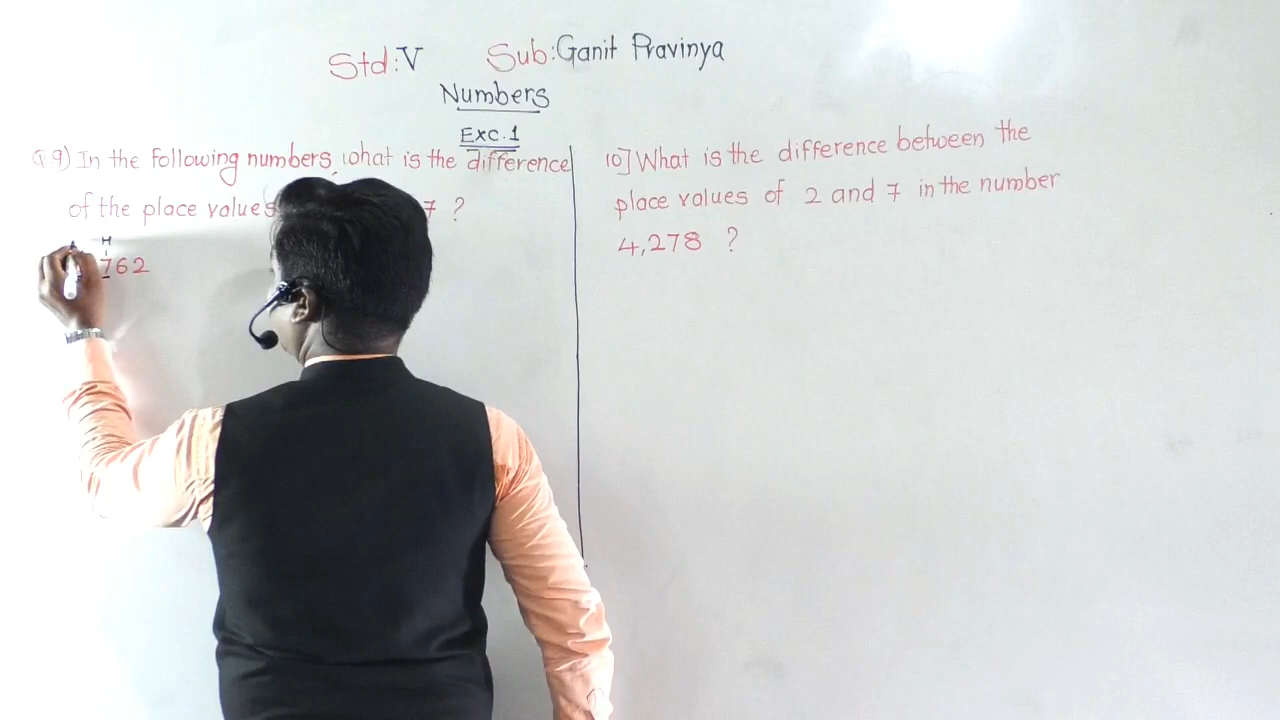 Std:V Sub:Ganit Pravinya
Numbers
Exc.1
Q 9) In the following numbers, what is the difference
of the place values 7 ?
H
762
10] What is the difference between the
place values of 2 and 7 in the number
4,278 ?